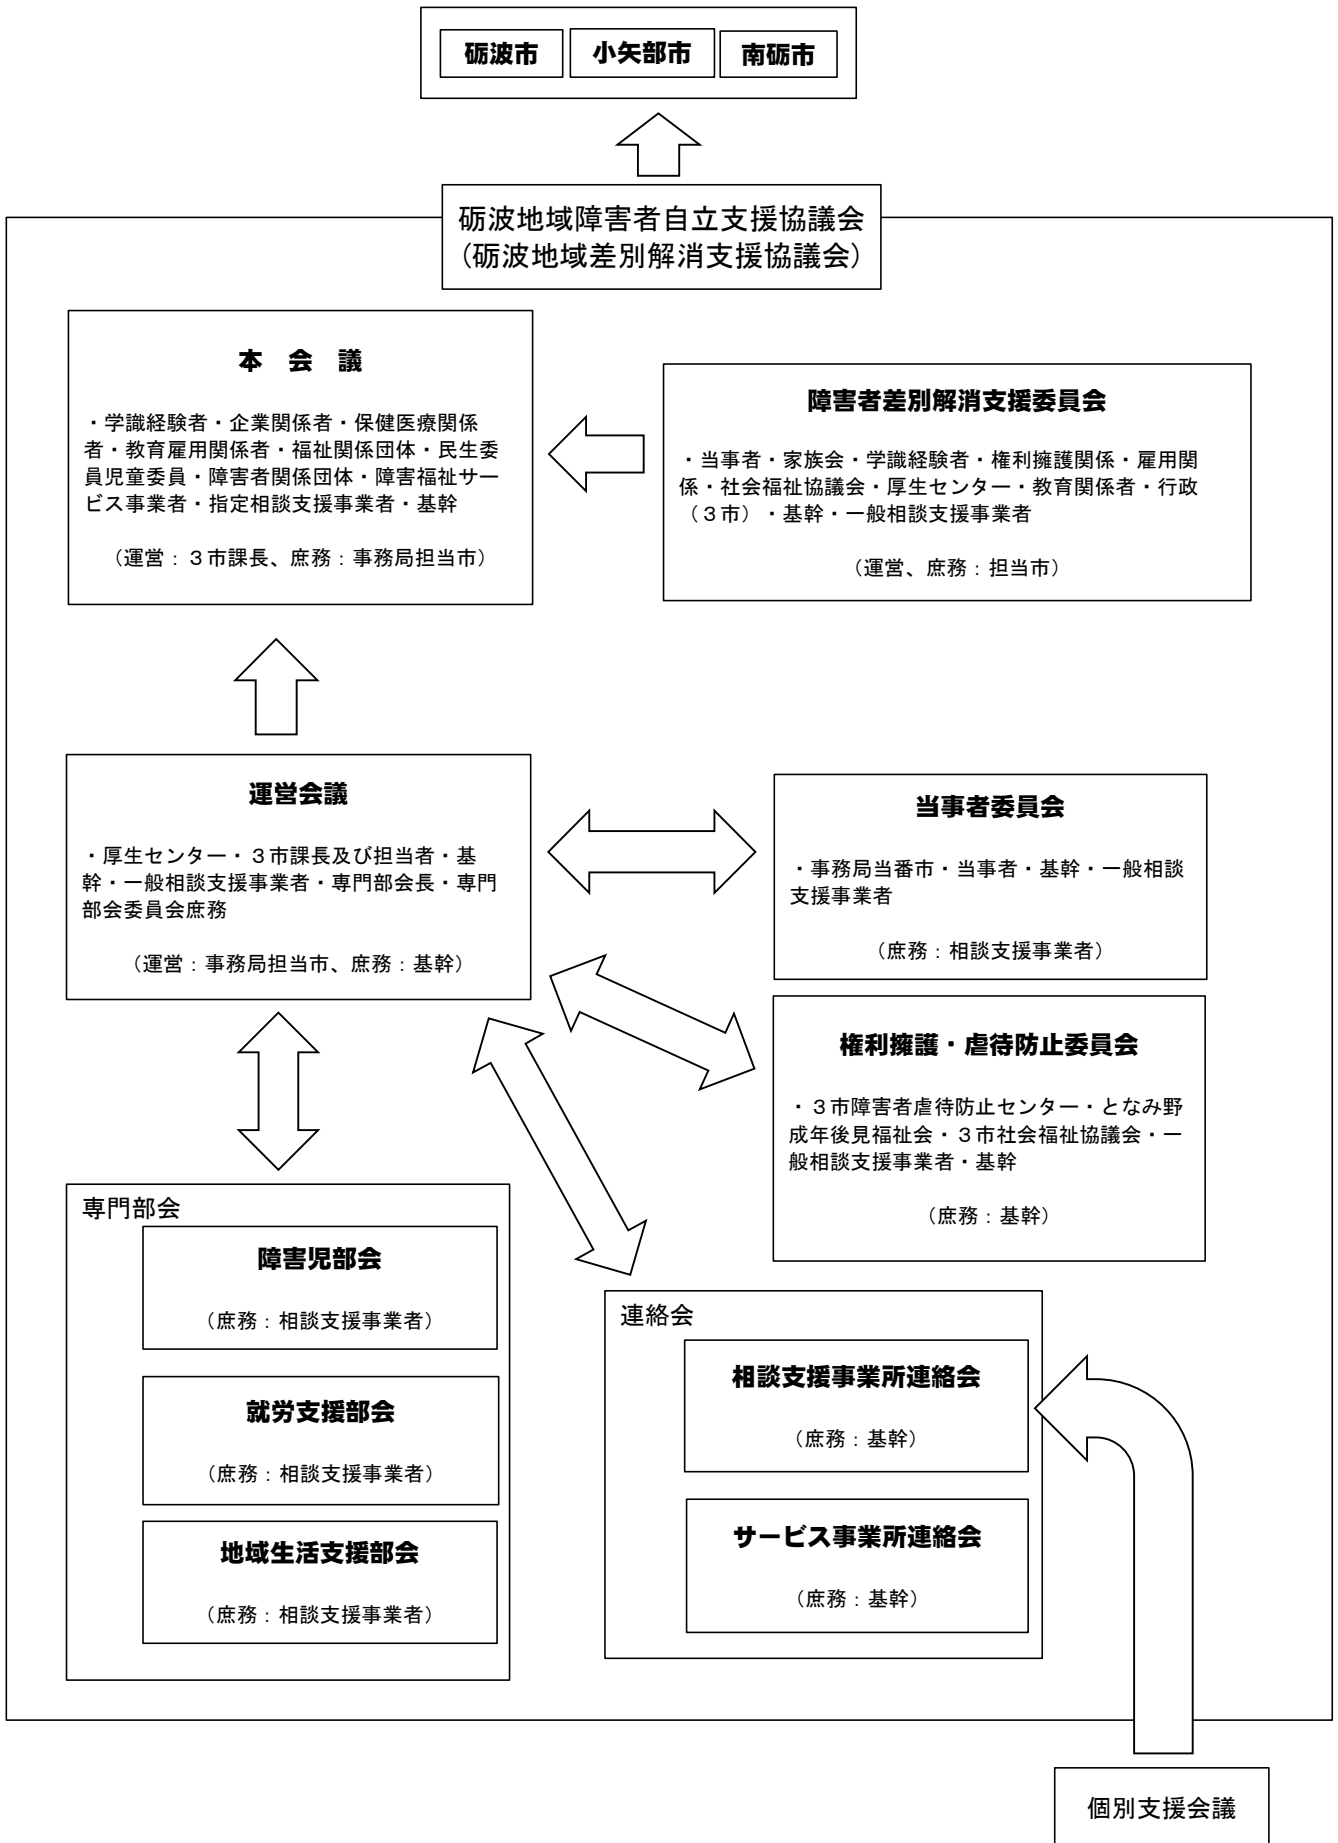 砺波市
小矢部市
南砺市
砺波地域障害者自立支援協議会
(砺波地域差別解消支援協議会)
本 会 議
・学識経験者・企業関係者・保健医療関係
者・教育雇用関係者・福祉関係団体・民生委
員児童委員・障害者関係団体・障害福祉サー
ビス事業者・指定相談支援事業者・基幹
（運営：３市課長、庶務：事務局担当市）
障害者差別解消支援委員会
・当事者・家族会・学識経験者・権利擁護関係・雇用関
係・社会福祉協議会・厚生センター・教育関係者・行政
（３市）・基幹・一般相談支援事業者
（運営、庶務：担当市）
運営会議
・厚生センター・３市課長及び担当者・基
幹・一般相談支援事業者・専門部会長・専門
部会委員会庶務
（運営：事務局担当市、庶務：基幹）
当事者委員会
・事務局当番市・当事者・基幹・一般相談
支援事業者
（庶務：相談支援事業者）
権利擁護・虐待防止委員会
・３市障害者虐待防止センター・となみ野
成年後見福祉会・３市社会福祉協議会・一
般相談支援事業者・基幹
（庶務：基幹）
専門部会
障害児部会
（庶務：相談支援事業者）
就労支援部会
（庶務：相談支援事業者）
地域生活支援部会
（庶務：相談支援事業者）
連絡会
相談支援事業所連絡会
（庶務：基幹）
サービス事業所連絡会
（庶務：基幹）
個別支援会議